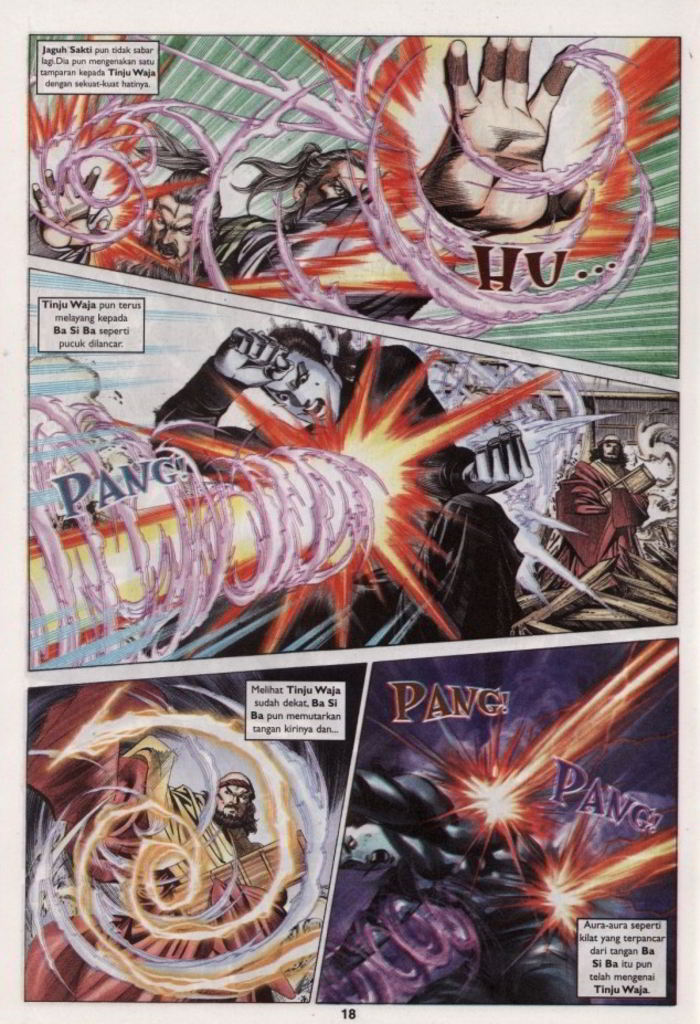 Jaguh Sakti pun tidak sabar
lagi.Dia pun mengenakan satu
tamparan kepada Tinju Waja
dengan sekuat-kuat hatinya.
HU...
Tinju Waja pun terus
melayang kepada
Ba Si Ba seperti
pucuk dilancar.
PANG!
Melihat Tinju Waja
sudah dekat, Ba Si
Ba pun memutarkan
tangan kirinya dan...
PANG!
PANG!
Aura-aura seperti
kilat yang terpancar
dari tangan Ba
Si Ba itu pun
telah mengenai
Tinju Waja.
18